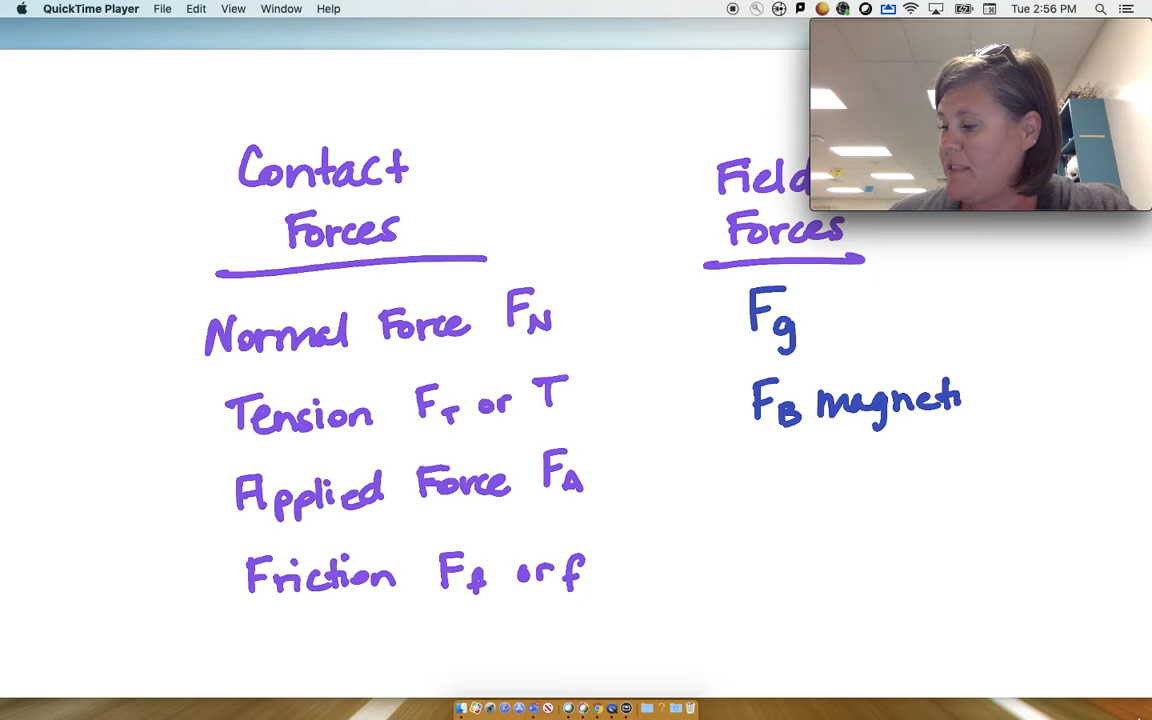 QuickTime Player File Edit View Window Help Tue 2:56 PM
Contact
Forces
Normal Force FN
Tension FT or T
Applied Force FA
Friction Ff or f
Field
Forces
Fg
FB magneti